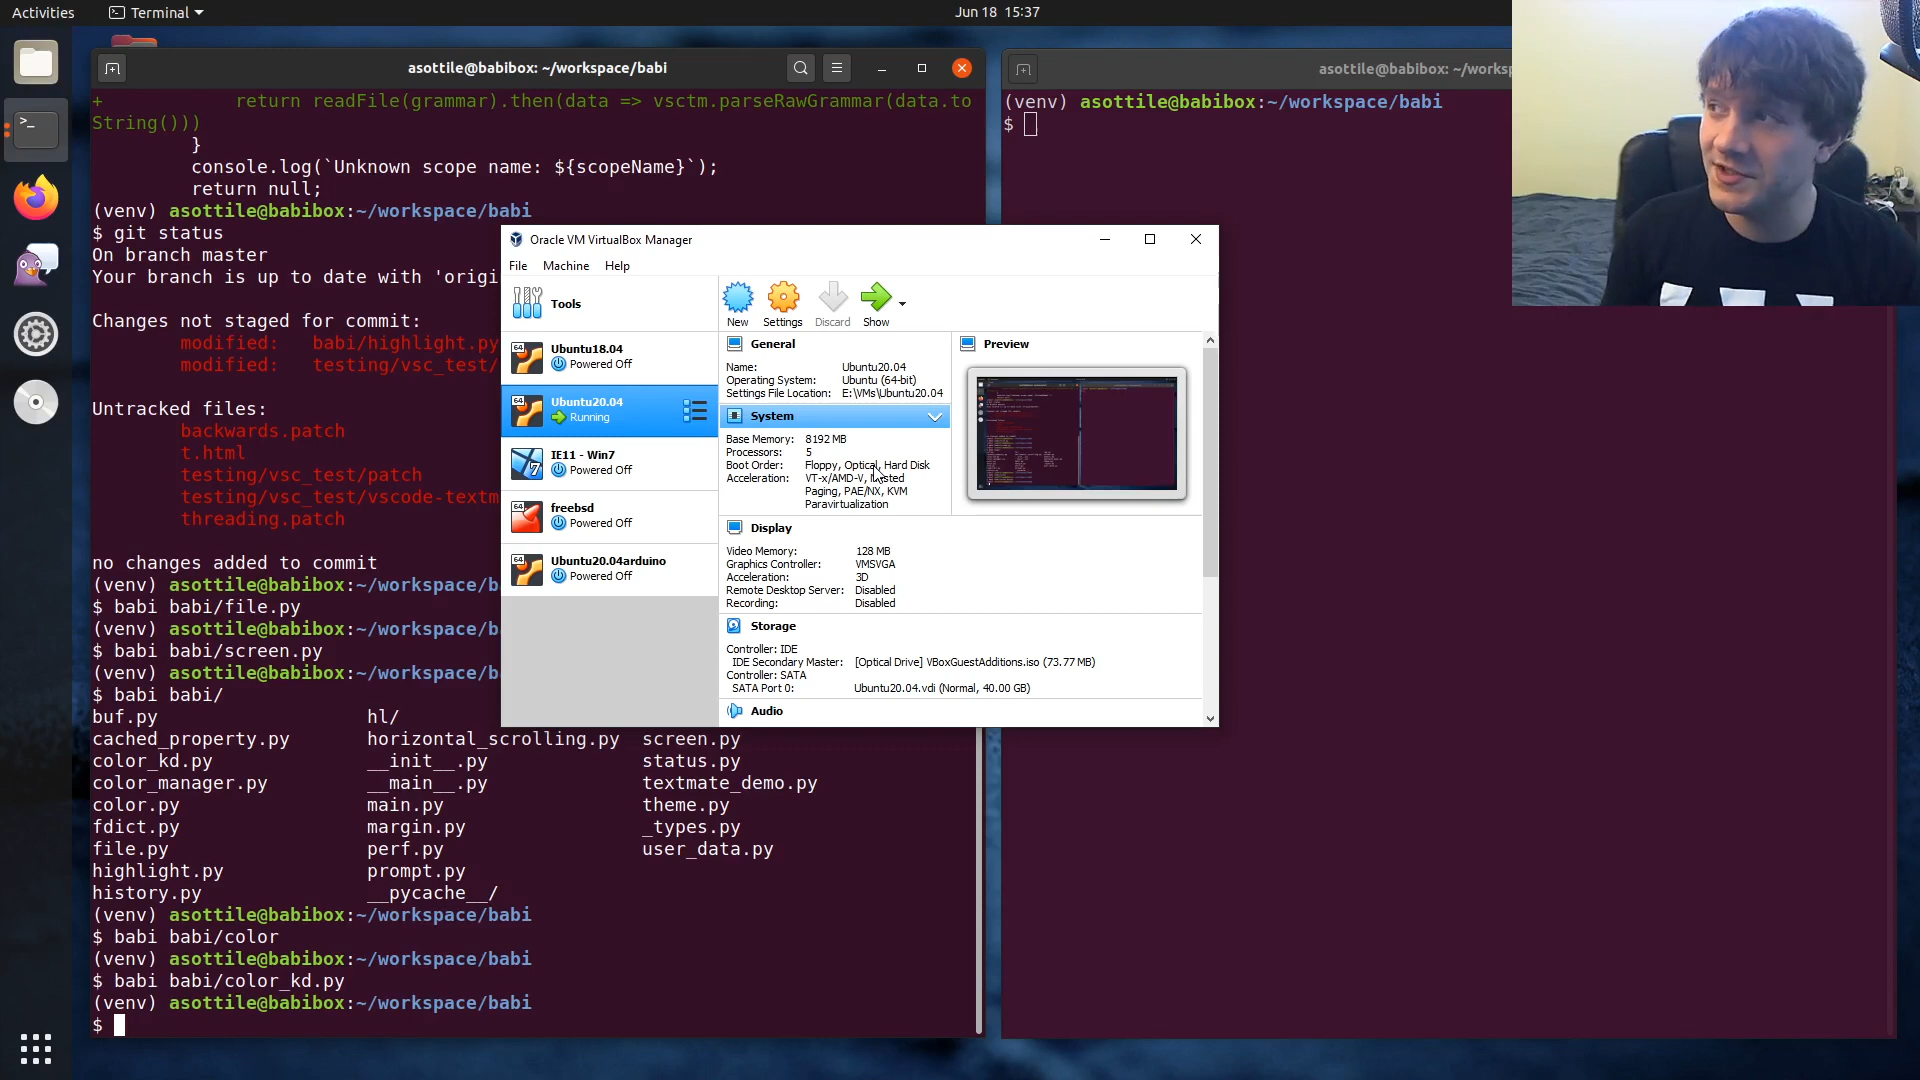 Activities
Terminal
Jun 18 15:37
asottile@babibox: ~/workspace/babi
+            return readFile(grammar).then(data => vsctm.parseRawGrammar(data.to
String()))
}
console.log(`Unknown scope name: ${scopeName}`);
return null;
(venv) asottile@babibox:~/workspace/babi
$ git status
On branch master
Your branch is up to date with 'origi
Changes not staged for commit:
modified:   babi/highlight.py
modified:   testing/vsc_test/
Untracked files:
backwards.patch
t.html
testing/vsc_test/patch
testing/vsc_test/vscode-textm
threading.patch
no changes added to commit
(venv) asottile@babibox:~/workspace/b
$ babi babi/file.py
(venv) asottile@babibox:~/workspace/b
$ babi babi/screen.py
(venv) asottile@babibox:~/workspace/b
$ babi babi/
buf.py hl/
cached_property.py horizontal_scrolling.py screen.py
color_kd.py __init__.py status.py
color_manager.py __main__.py textmate_demo.py
color.py main.py theme.py
fdict.py margin.py _types.py
file.py perf.py user_data.py
highlight.py prompt.py
history.py __pycache__/
(venv) asottile@babibox:~/workspace/babi
$ babi babi/color
(venv) asottile@babibox:~/workspace/babi
$ babi babi/color_kd.py
(venv) asottile@babibox:~/workspace/babi
$
asottile@babibox: ~/worksp
(venv) asottile@babibox:~/workspace/babi
$
Oracle VM VirtualBox Manager
File Machine Help
Tools
New Settings Discard Show
64 Ubuntu18.04
Powered Off
64 Ubuntu20.04
Running
IE11 - Win7
Powered Off
64 freebsd
Powered Off
64 Ubuntu20.04arduino
Powered Off
General
Name: Ubuntu20.04
Operating System: Ubuntu (64-bit)
Settings File Location: E:\VMs\Ubuntu20.04
System
Base Memory: 8192 MB
Processors: 5
Boot Order: Floppy, Optical, Hard Disk
Acceleration: VT-x/AMD-V, Nested
Paging, PAE/NX, KVM
Paravirtualization
Preview
Display
Video Memory: 128 MB
Graphics Controller: VMSVGA
Acceleration: 3D
Remote Desktop Server: Disabled
Recording: Disabled
Storage
Controller: IDE
IDE Secondary Master: [Optical Drive] VBoxGuestAdditions.iso (73.77 MB)
Controller: SATA
SATA Port 0: Ubuntu20.04.vdi (Normal, 40.00 GB)
Audio